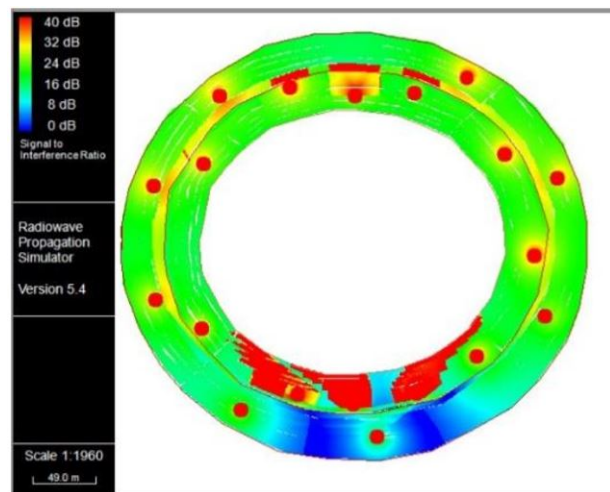 40 dB
32 dB
24 dB
16 dB
8 dB
0 dB
Signal to
Interference Ratio
Radiowave
Propagation
Simulator
Version 5.4
Scale 1:1960
49.0 m